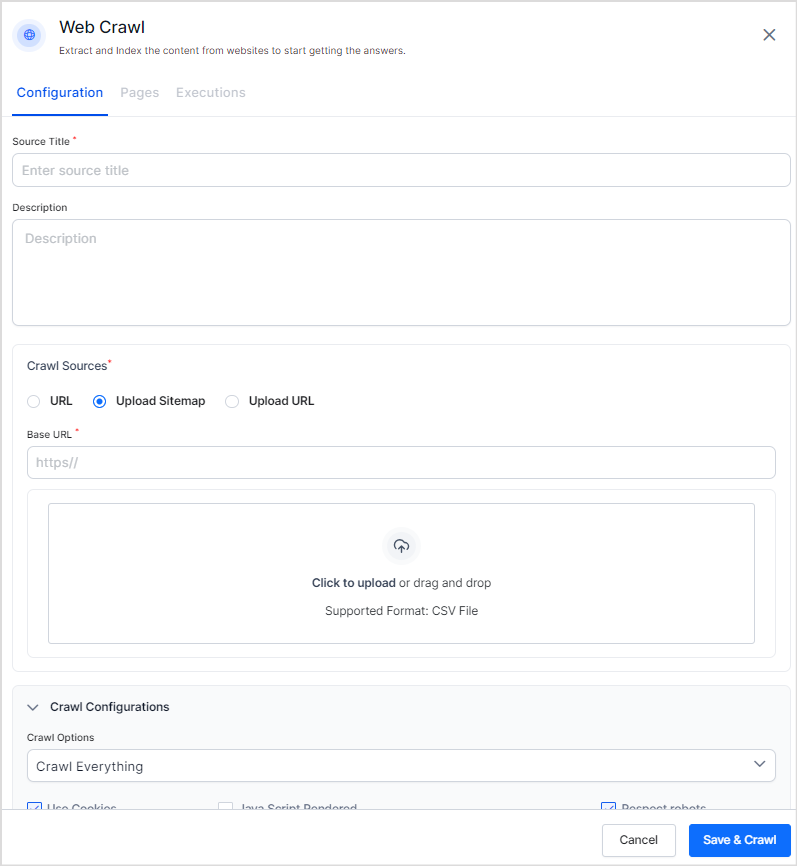 Web Crawl
Extract and Index the content from websites to start getting the answers.
Configuration Pages Executions
Source Title *
Enter source title
Description
Description
Crawl Sources*
URL Upload Sitemap Upload URL
Base URL *
https//
Click to upload or drag and drop
Supported Format: CSV File
Crawl Configurations
Crawl Options
Crawl Everything
Use Cookies Java Script Rendered Respect robots
Cancel Save & Crawl